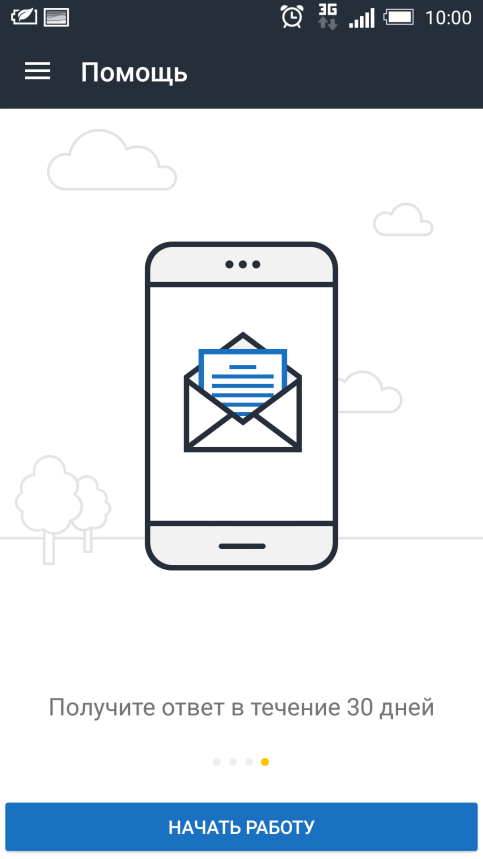 3G
10:00
Помощь
Получите ответ в течение 30 дней
НАЧАТЬ РАБОТУ